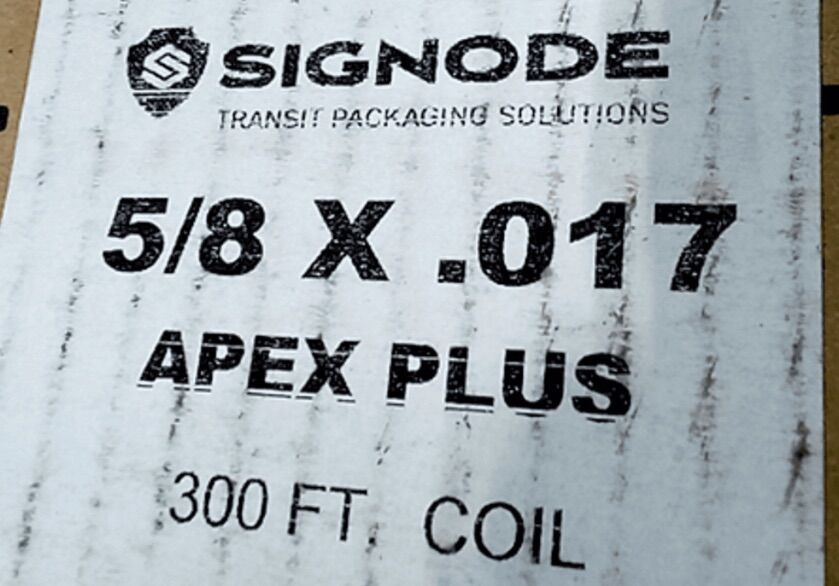 SIGNODE
TRANSIT PACKAGING SOLUTIONS
5/8 X .017
APEX PLUS
300 FT. COIL